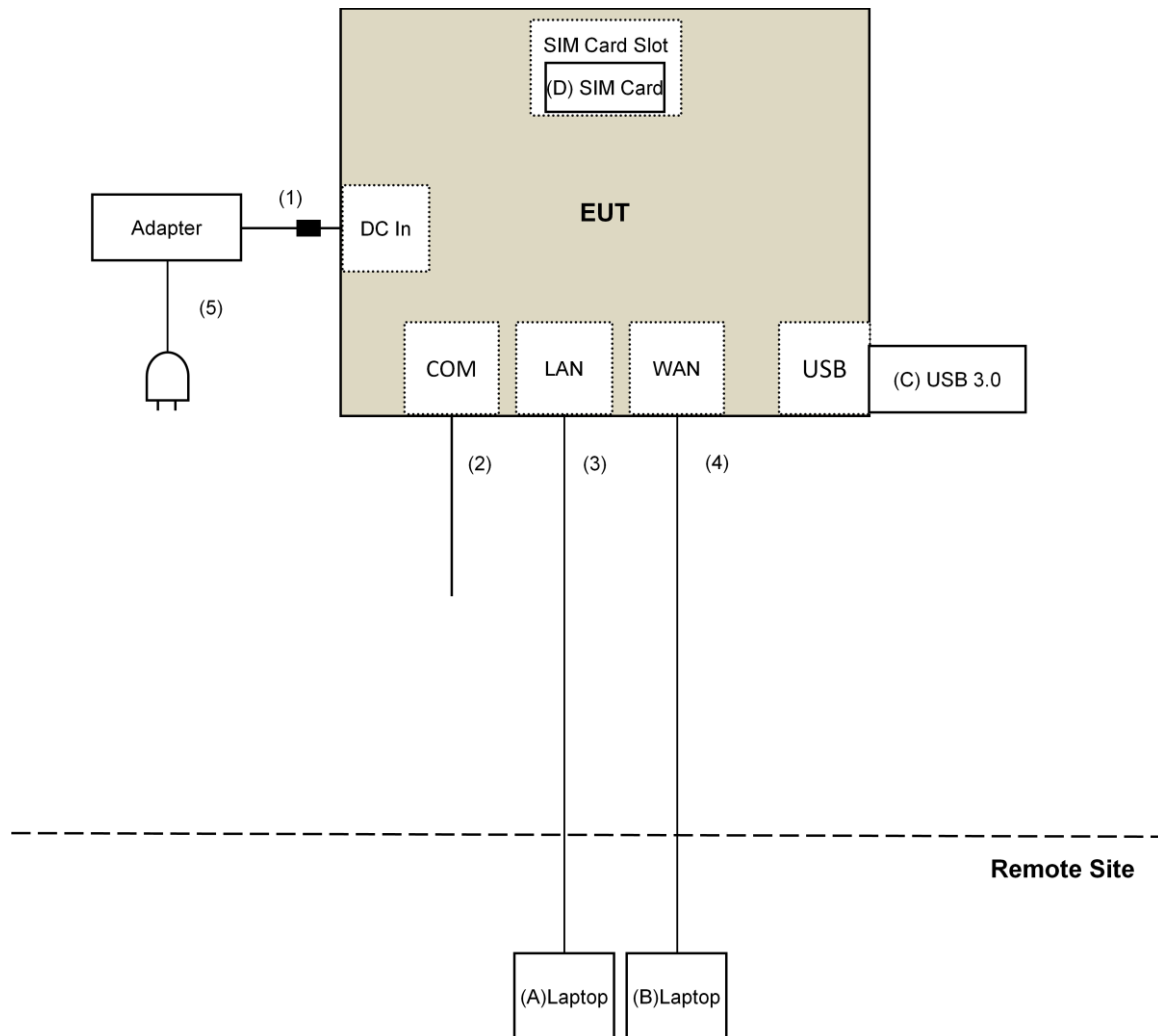 SIM Card Slot
(D) SIM Card
(1)
Adapter
DC In
EUT
(5)
COM
LAN
WAN
USB
(C) USB 3.0
(2)
(3)
(4)
Remote Site
(A)Laptop
(B)Laptop